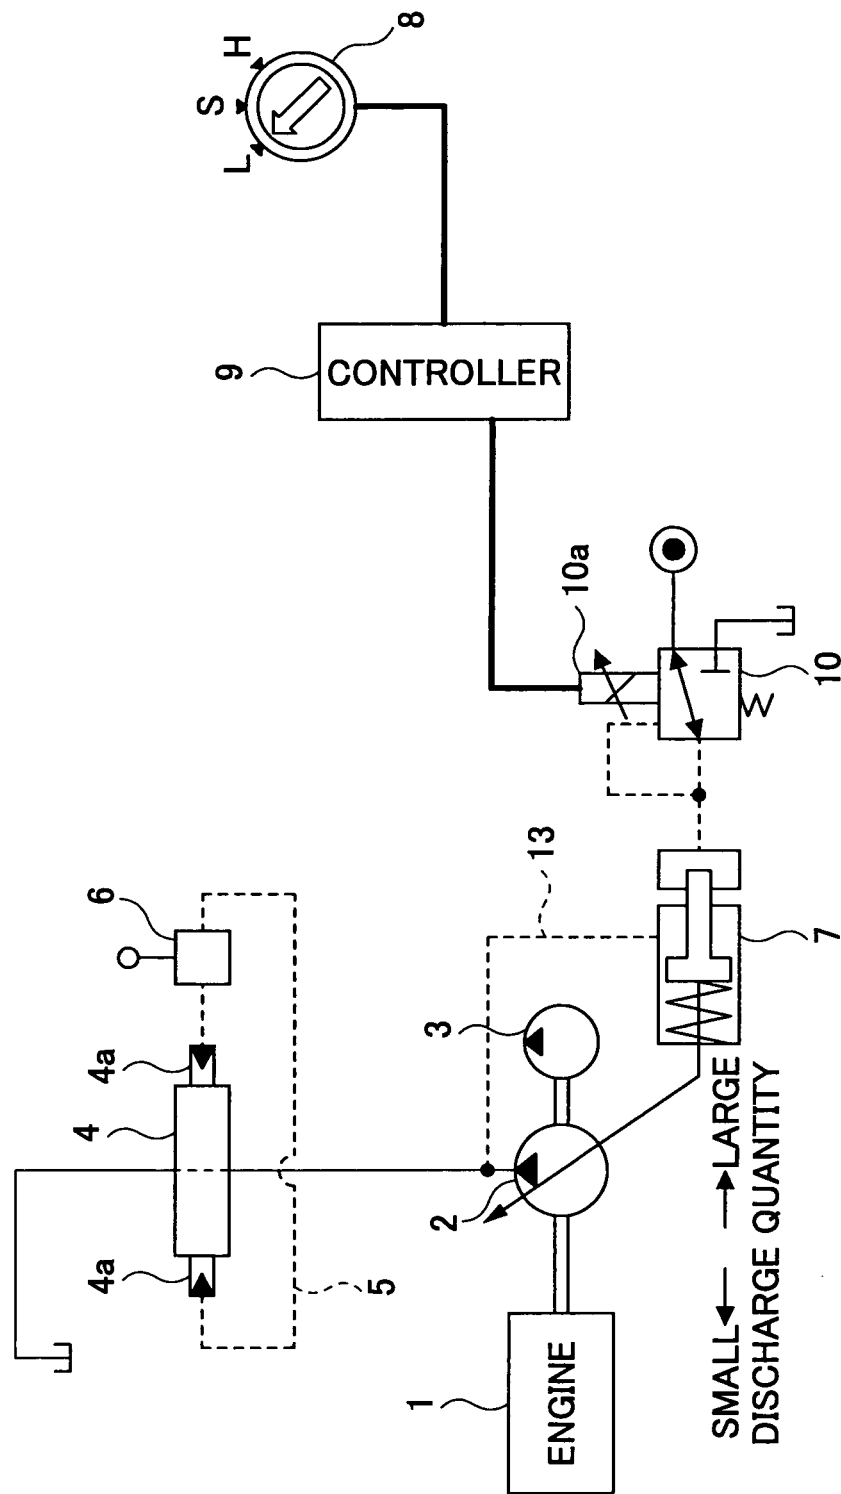 L
S
H
8
9
CONTROLLER
10a
10
6
4a
4
4a
5
13
3
2
7
1
ENGINE
SMALL
LARGE
DISCHARGE QUANTITY